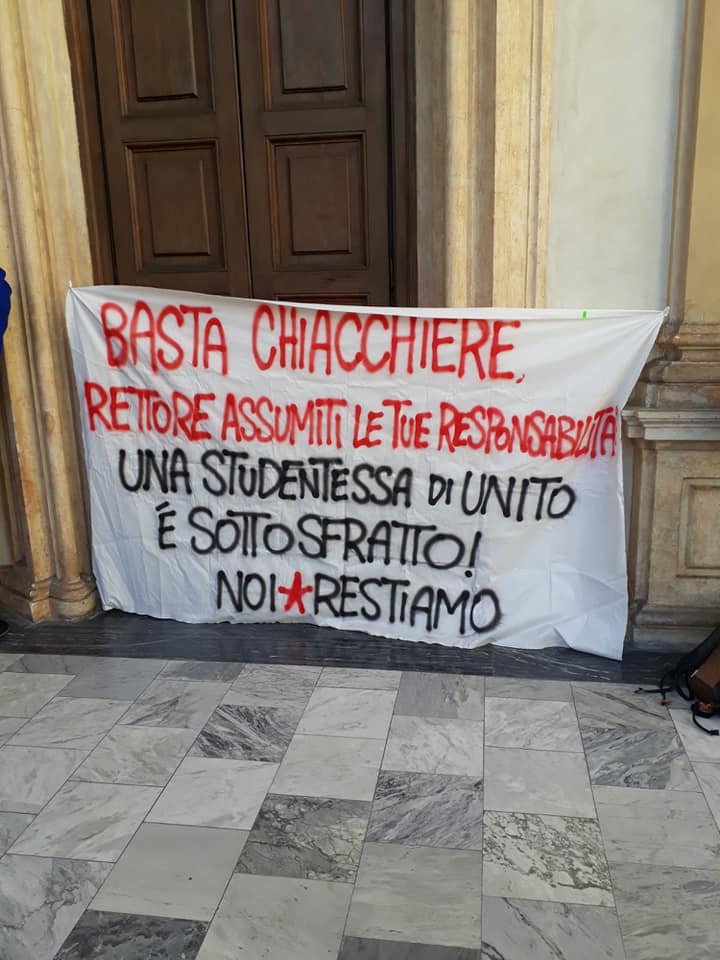 BASTA CHIACCHIERE,
RETTORE ASSUMITI LE TUE RESPONSABILITÀ
UNA STUDENTESSA DI UNITO
É SOTTO SFRATTO!
NOI★RESTIAMO